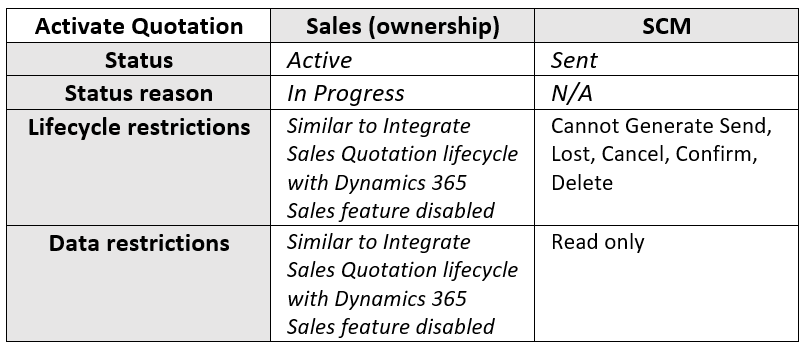 Activate Quotation Sales (ownership) SCM
Status Active Sent
Status reason In Progress N/A
Lifecycle restrictions Similar to Integrate Cannot Generate Send,
Sales Quotation lifecycle Lost, Cancel, Confirm,
with Dynamics 365 Delete
Sales feature disabled
Data restrictions Similar to Integrate Read only
Sales Quotation lifecycle
with Dynamics 365
Sales feature disabled